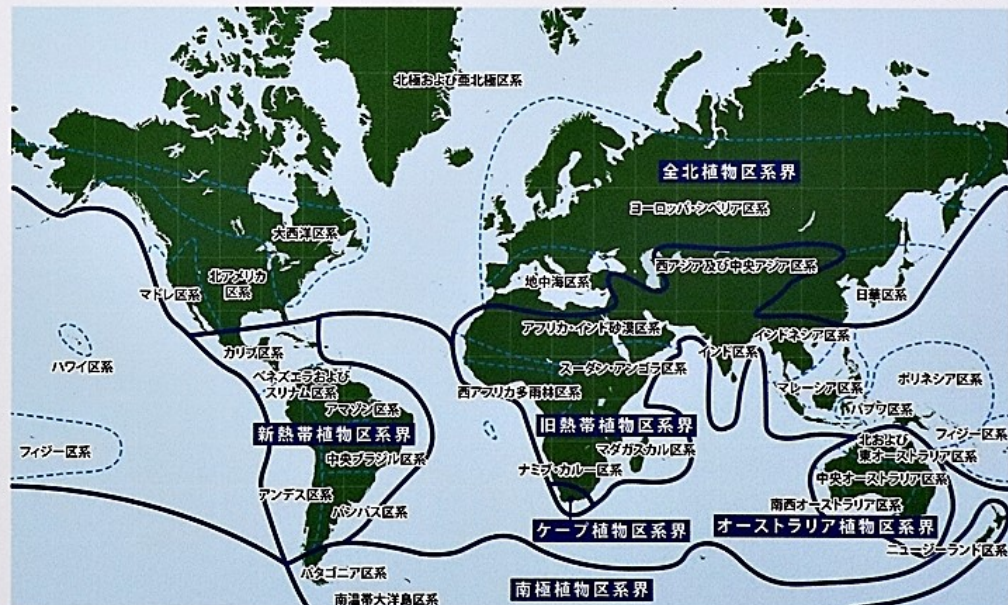 北極および亜北極区系
全北植物区系界
ヨーロッパ・シベリア区系
大西洋区系
西アジア及び中央アジア区系
北アメリカ
区系
地中海区系
マドレ区系
日華区系
アフリカ・インド砂漠区系
インドネシア区系
カリブ区系
インド区系
ハワイ区系
スーダン・アンゴラ区系
ベネズエラおよび
スリナム区系
ポリネシア区系
マレーシア区系
西アフリカ多雨林区系
アマゾン区系
パプワ区系
旧熱帯植物区系界
新熱帯植物区系界
フィジー区系
北および
東オーストラリア区系
マダガスカル区系
フィジー区系
中央ブラジル区系
ナミブ・カルー区系
中央オーストラリア区系
アンデス区系
南西オーストラリア区系
パンパス区系
ケープ植物区系界
オーストラリア植物区系界
ニュージーランド区系
パタゴニア区系
南極植物区系界
南温帯大洋島区系